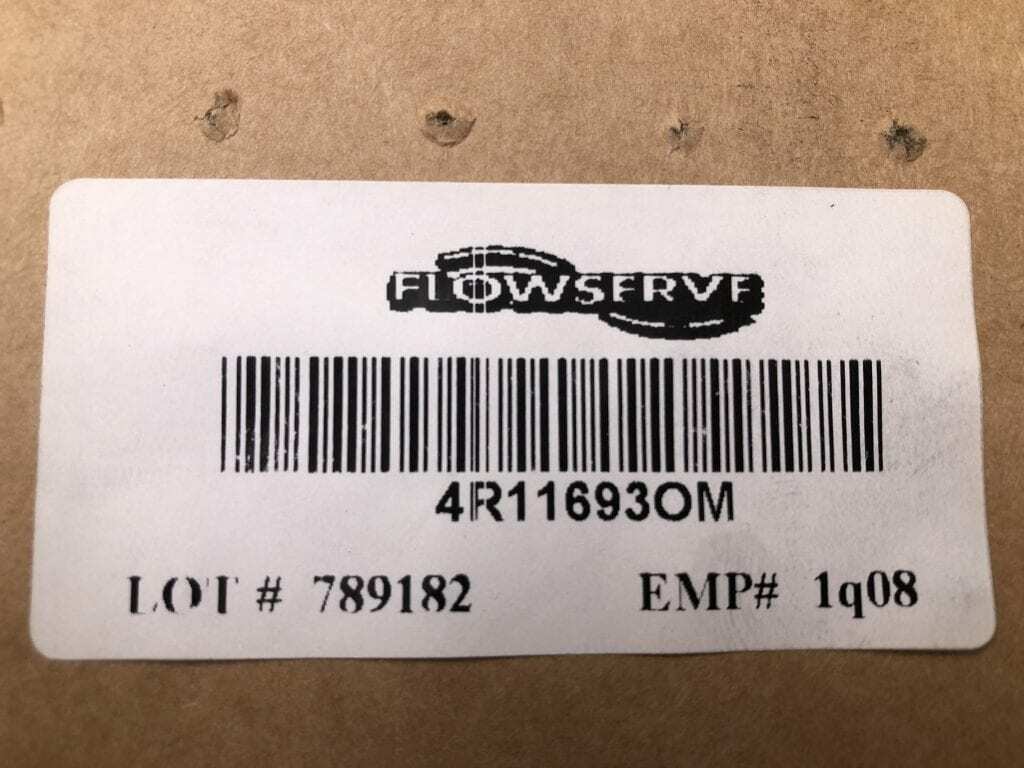 FLOWSERVE
4R11693OM
LOT # 789182 EMP# 1q08